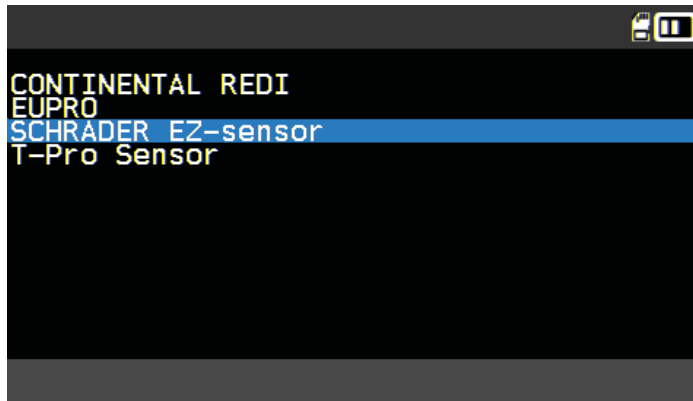 CONTINENTAL REDI
EUPRO
SCHRADER EZ-sensor
T-Pro Sensor